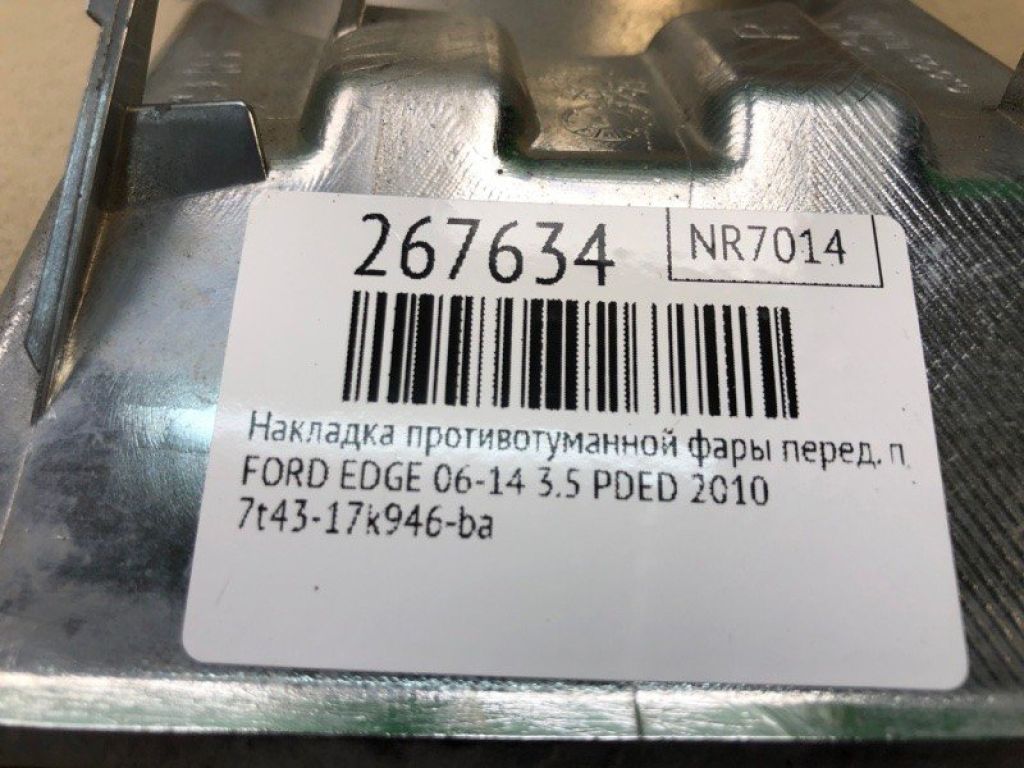 267634
NR7014
Накладка противотуманной фары перед. п.
FORD EDGE 06-14 3.5 PDED 2010
7t43-17k946-ba